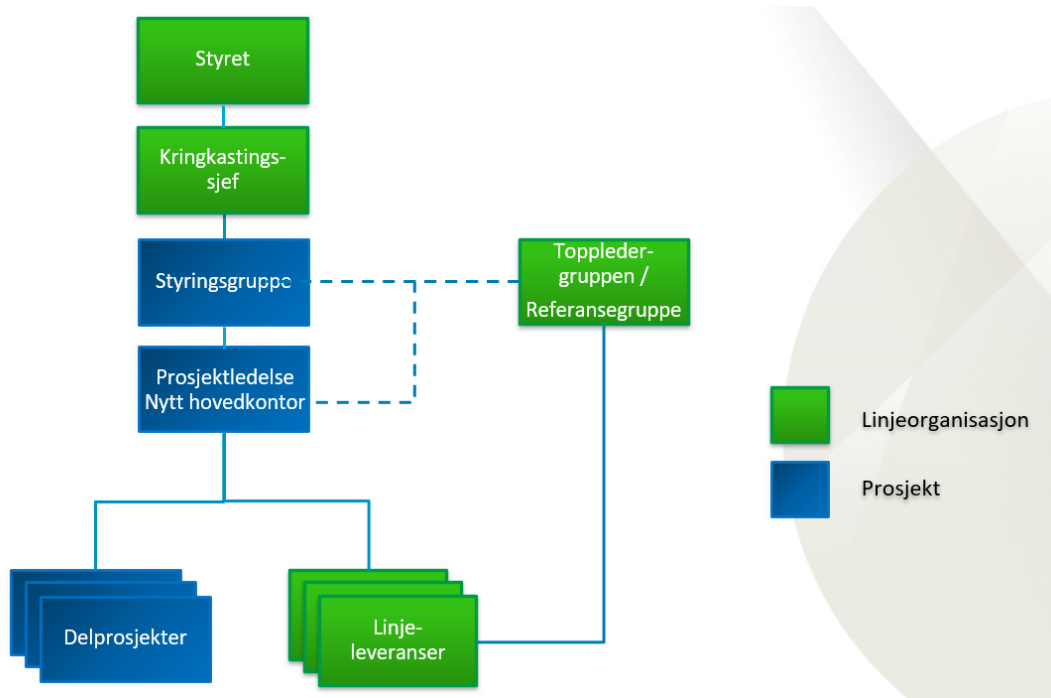 Styret
Kringkastings-
sjef
Styringsgruppe
Toppleder-
gruppen /
Referansegruppe
Prosjektledelse
Nytt hovedkontor
Linjeorganisasjon
Prosjekt
Delprosjekter
Linje-
leveranser